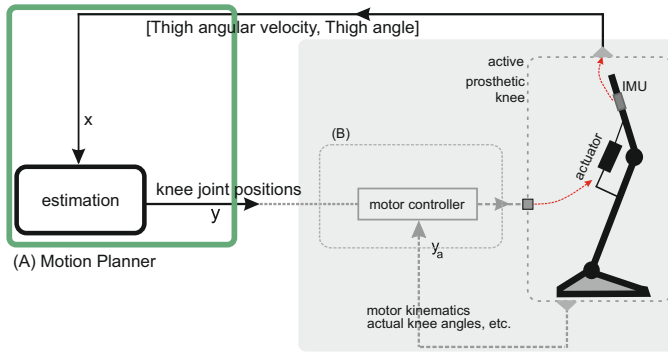 [Thigh angular velocity, Thigh angle]
active
prosthetic
knee
IMU
(B)
x
actuator
estimation
knee joint positions
y
motor controller
y_a
(A) Motion Planner
motor kinematics
actual knee angles, etc.